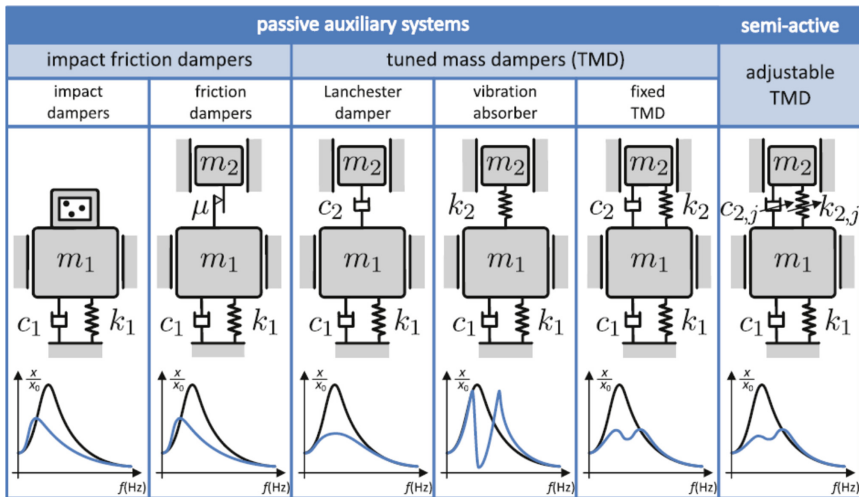 passive auxiliary systems
semi-active
impact friction dampers
tuned mass dampers (TMD)
adjustable
TMD
impact
dampers
friction
dampers
Lanchester
damper
vibration
absorber
fixed
TMD
m₁
c₁
k₁
m₂
μ
m₁
c₁
k₁
m₂
c₂
m₁
c₁
k₁
m₂
k₂
m₁
c₁
k₁
m₂
c₂
k₂
m₁
c₁
k₁
m₂
c₂,ⱼ
k₂,ⱼ
m₁
c₁
k₁
x/x₀
f(Hz)
x/x₀
f(Hz)
x/x₀
f(Hz)
x/x₀
f(Hz)
x/x₀
f(Hz)
x/x₀
f(Hz)